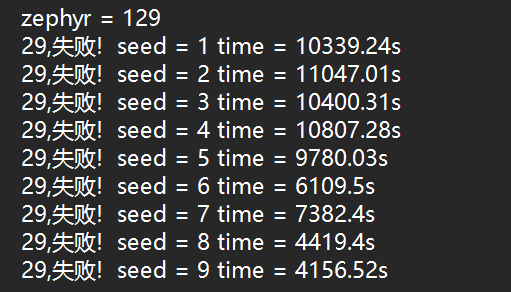 zephyr = 129
29,失败!  seed = 1 time = 10339.24s
29,失败!  seed = 2 time = 11047.01s
29,失败!  seed = 3 time = 10400.31s
29,失败!  seed = 4 time = 10807.28s
29,失败!  seed = 5 time = 9780.03s
29,失败!  seed = 6 time = 6109.5s
29,失败!  seed = 7 time = 7382.4s
29,失败!  seed = 8 time = 4419.4s
29,失败!  seed = 9 time = 4156.52s